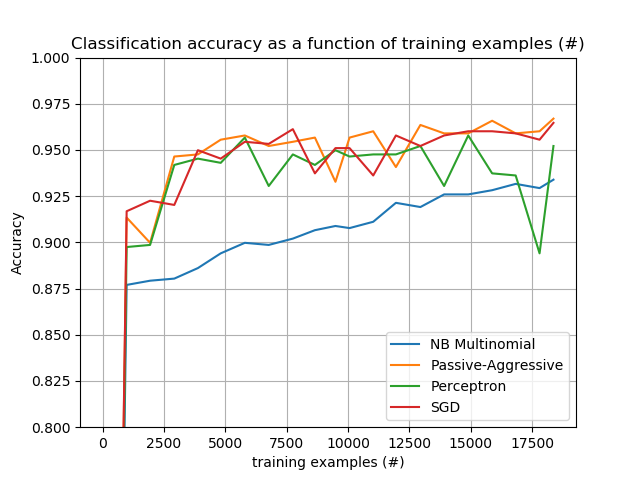 Classification accuracy as a function of training examples (#)
1.000
0.975
0.950
0.925
0.900
0.875
0.850
0.825
0.800
Accuracy
NB Multinomial
Passive-Aggressive
Perceptron
SGD
0 2500 5000 7500 10000 12500 15000 17500
training examples (#)